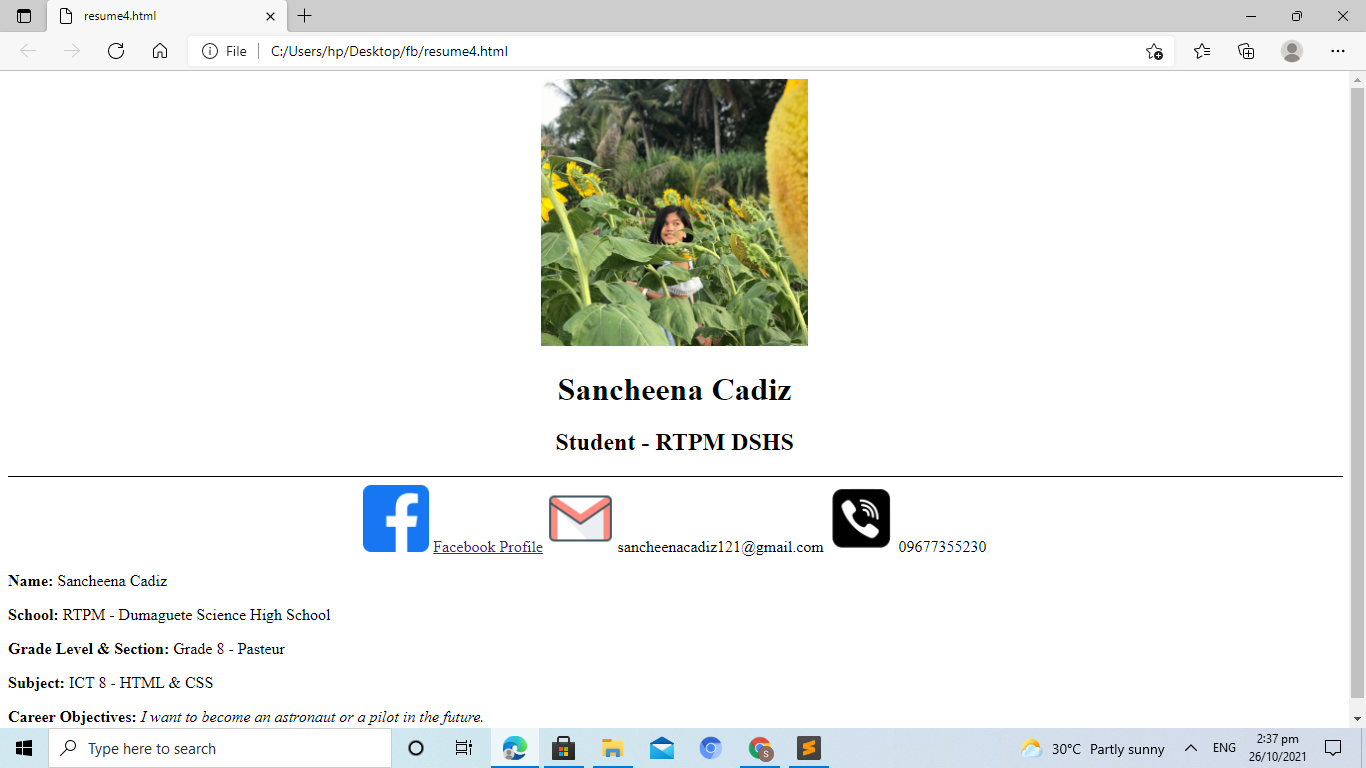 resume4.html
File C:/Users/hp/Desktop/fb/resume4.html
Sancheena Cadiz
Student - RTPM DSHS
Facebook Profile sancheenacadiz121@gmail.com 09677355230
Name: Sancheena Cadiz
School: RTPM - Dumaguete Science High School
Grade Level & Section: Grade 8 - Pasteur
Subject: ICT 8 - HTML & CSS
Career Objectives: I want to become an astronaut or a pilot in the future.
Type here to search
S
30°C Partly sunny
ENG
2:37 pm
26/10/2021